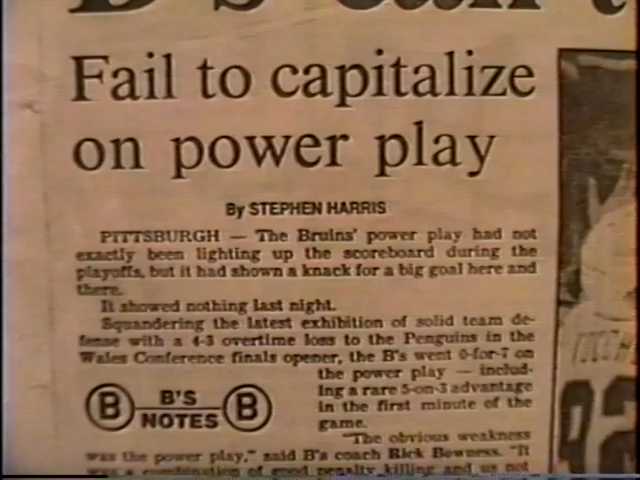 B's can't
Fail to capitalize
on power play
By STEPHEN HARRIS
PITTSBURGH — The Bruins' power play had not
exactly been lighting up the scoreboard during the
playoffs, but it had shown a knack for a big goal here and
there.
It showed nothing last night.
Squandering the latest exhibition of solid team de-
fense with a 4-3 overtime loss to the Penguins in the
Wales Conference finals opener, the B's went 0-for-7 on
the power play — includ-
ing a rare 5-on-3 advantage
in the first minute of the
game.
B B'S NOTES B
"The obvious weakness
was the power play," said B's coach Rick Bowness. "It
was a combination of good penalty killing and us not